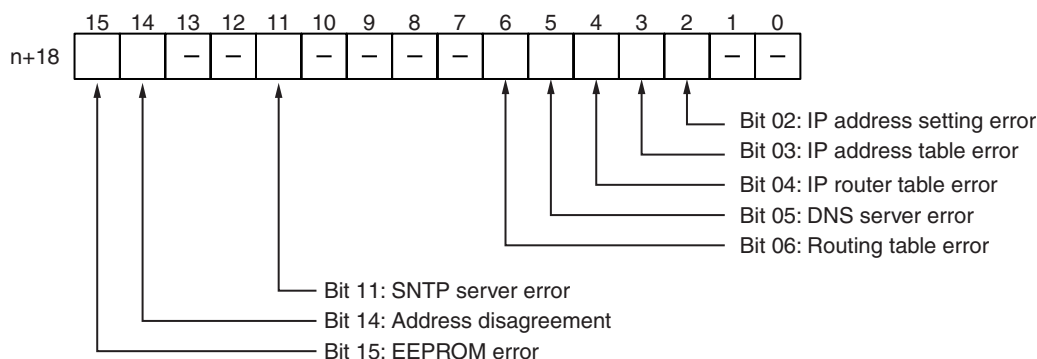 15 14 13 12 11 10 9 8 7 6 5 4 3 2 1 0
n+18 – – – – – – – –
Bit 02: IP address setting error
Bit 03: IP address table error
Bit 04: IP router table error
Bit 05: DNS server error
Bit 06: Routing table error
Bit 11: SNTP server error
Bit 14: Address disagreement
Bit 15: EEPROM error